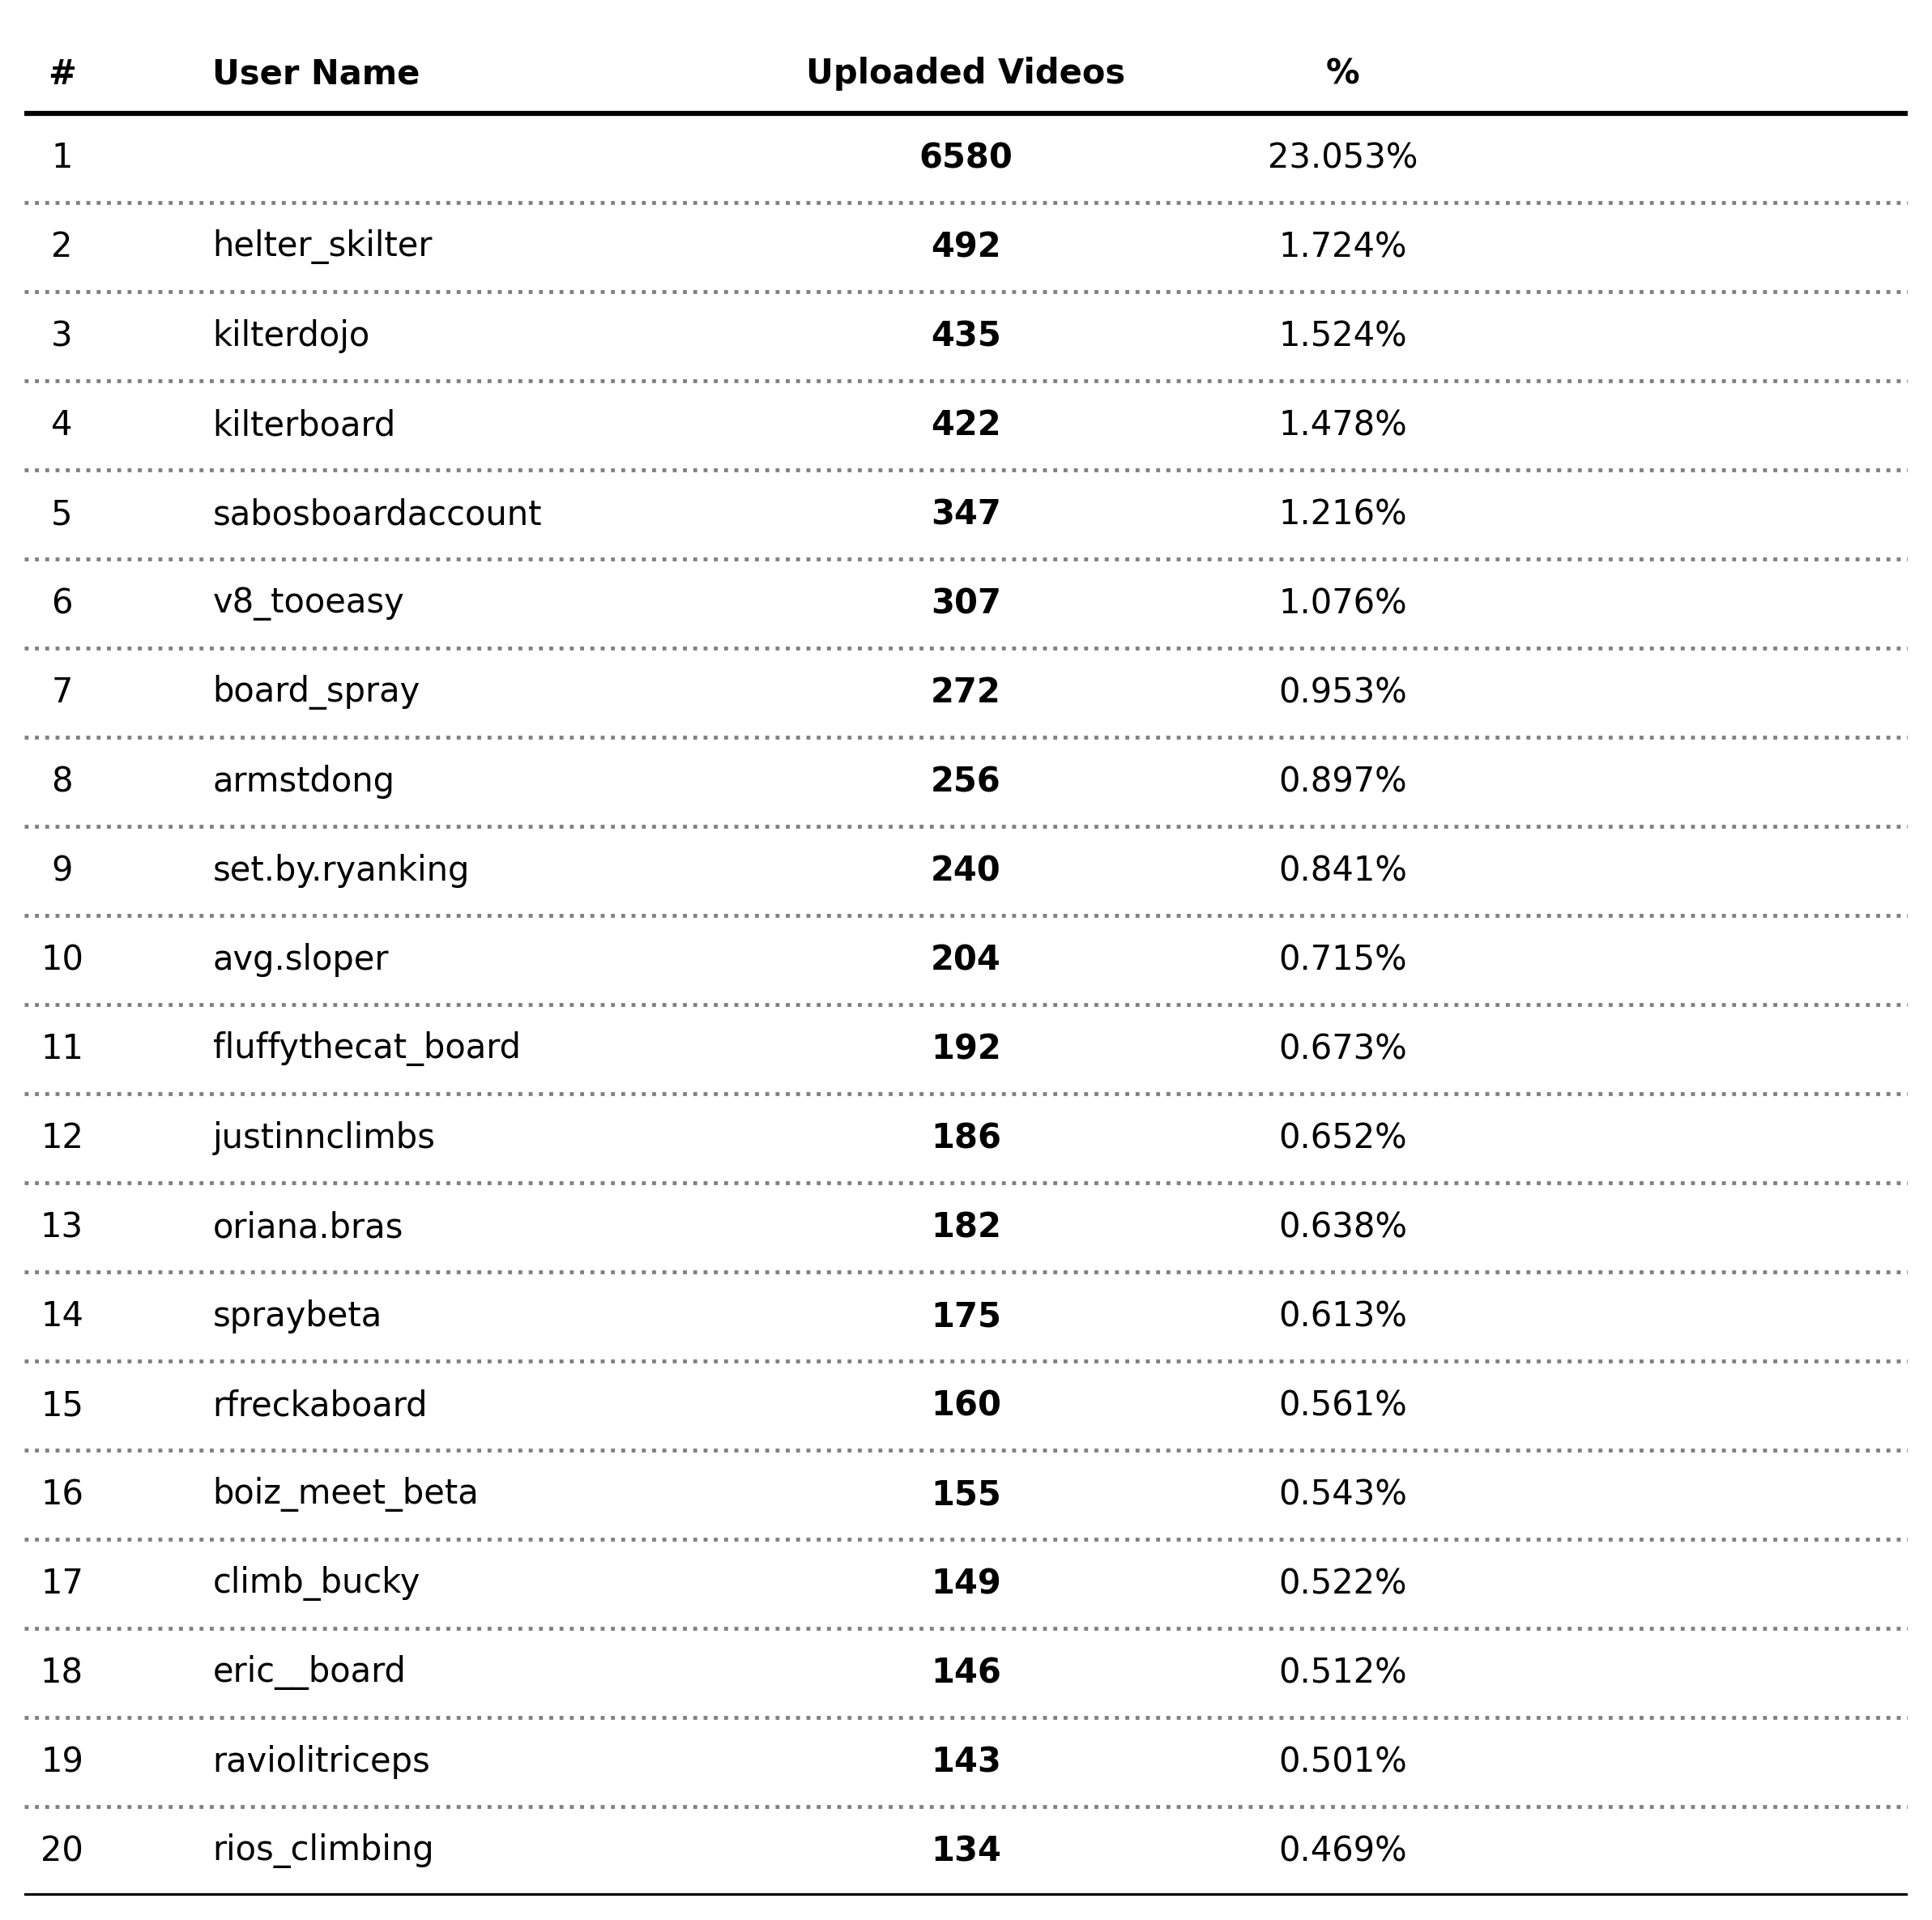 # User Name Uploaded Videos %
1 6580 23.053%
2 helter_skilter 492 1.724%
3 kilterdojo 435 1.524%
4 kilterboard 422 1.478%
5 sabosboardaccount 347 1.216%
6 v8_tooeasy 307 1.076%
7 board_spray 272 0.953%
8 armstdong 256 0.897%
9 set.by.ryanking 240 0.841%
10 avg.sloper 204 0.715%
11 fluffythecat_board 192 0.673%
12 justinnclimbs 186 0.652%
13 oriana.bras 182 0.638%
14 spraybeta 175 0.613%
15 rfreckaboard 160 0.561%
16 boiz_meet_beta 155 0.543%
17 climb_bucky 149 0.522%
18 eric__board 146 0.512%
19 raviolitriceps 143 0.501%
20 rios_climbing 134 0.469%